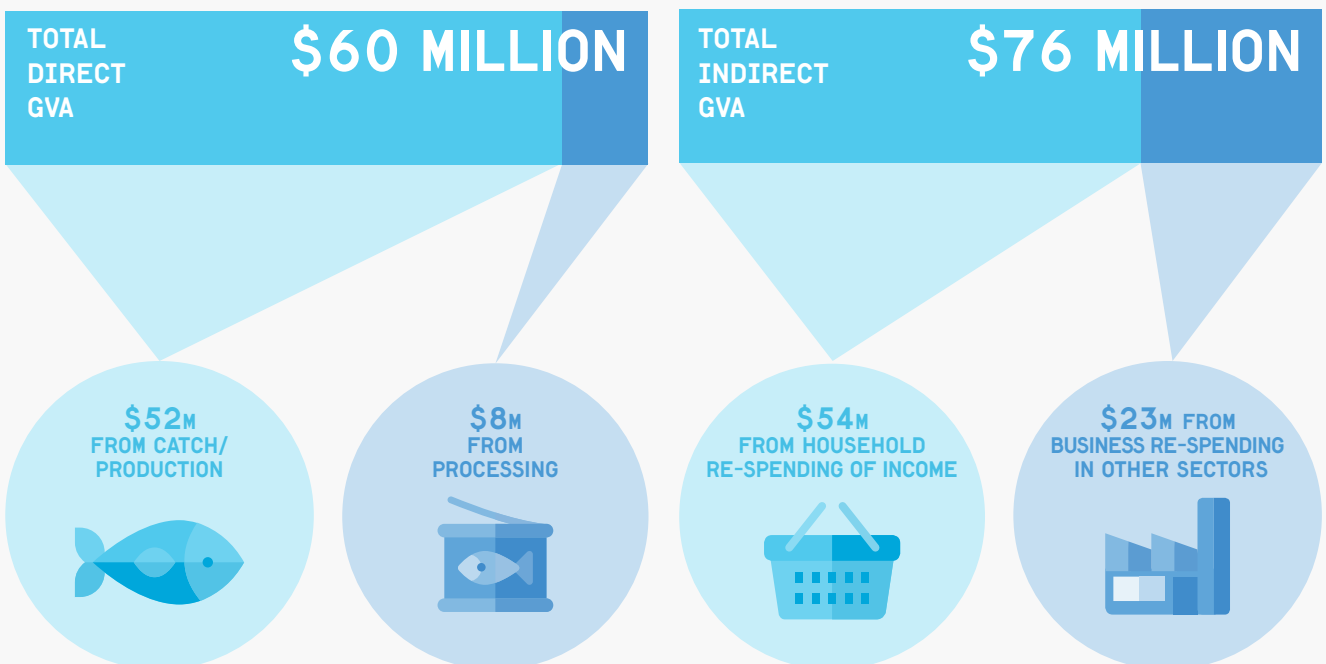 TOTAL
DIRECT
GVA
$60 MILLION
TOTAL
INDIRECT
GVA
$76 MILLION
$52M
FROM CATCH/
PRODUCTION
$8M
FROM
PROCESSING
$54M
FROM HOUSEHOLD
RE-SPENDING OF INCOME
$23M FROM
BUSINESS RE-SPENDING
IN OTHER SECTORS